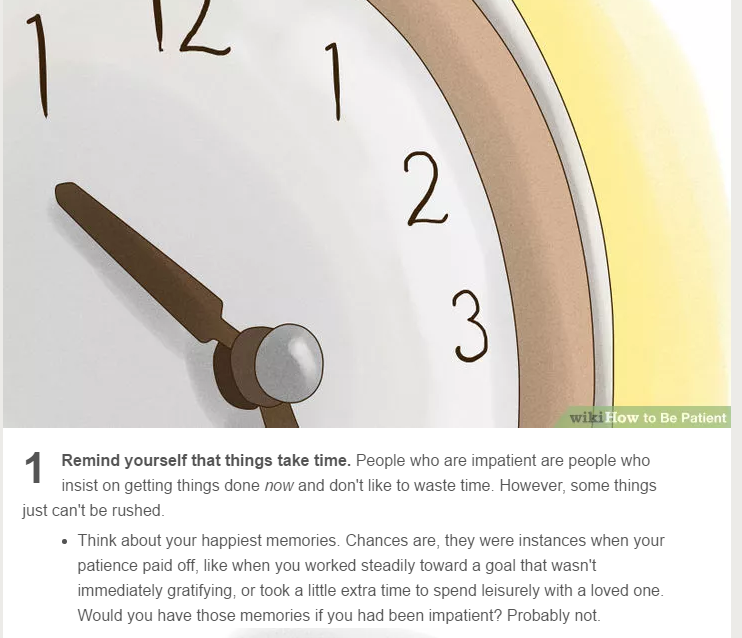 1 12 1
2
3
wikiHow to Be Patient
1 Remind yourself that things take time. People who are impatient are people who
insist on getting things done now and don't like to waste time. However, some things
just can't be rushed.
• Think about your happiest memories. Chances are, they were instances when your
patience paid off, like when you worked steadily toward a goal that wasn't
immediately gratifying, or took a little extra time to spend leisurely with a loved one.
Would you have those memories if you had been impatient? Probably not.